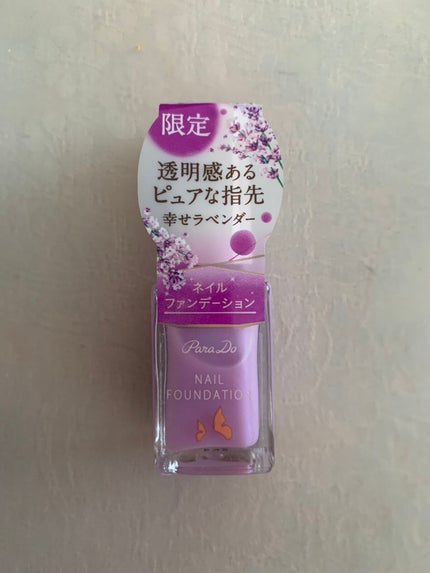 限定
透明感ある
ピュアな指先
幸せラベンダー
ネイル
ファンデーション
Para Do
NAIL
FOUNDATION